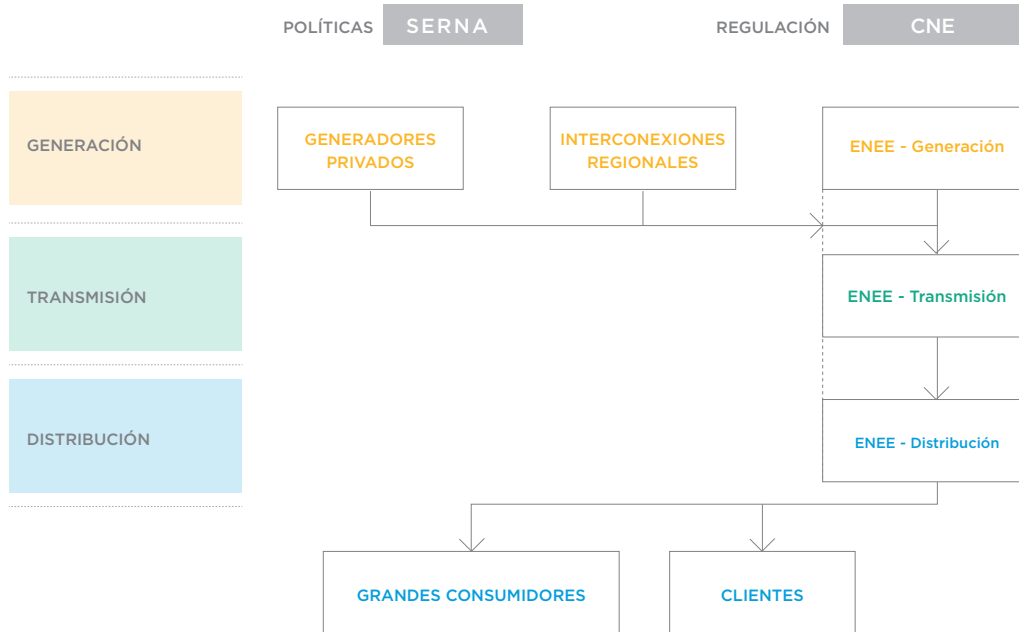 POLÍTICAS SERNA REGULACIÓN CNE
GENERACIÓN
GENERADORES
PRIVADOS
INTERCONEXIONES
REGIONALES
ENEE - Generación
TRANSMISIÓN
ENEE - Transmisión
DISTRIBUCIÓN
ENEE - Distribución
GRANDES CONSUMIDORES
CLIENTES